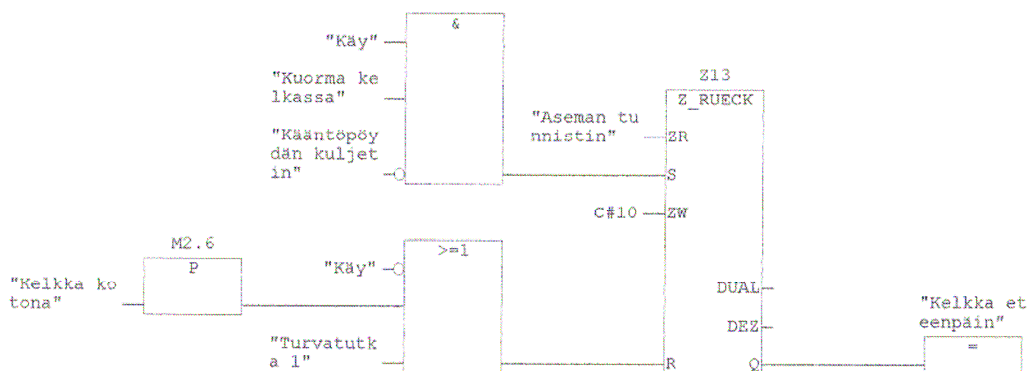 &
"Käy"
"Kuorma ke
lkassa"
"Kääntöpöy
dän kuljet
in"
Z13
Z_RUECK
"Aseman tu
nnistin"
ZR
S
C#10
ZW
M2.6
P
"Kelkka ko
tona"
>=1
"Käy"
"Turvatutk
a 1"
DUAL
DEZ
R
Q
"Kelkka et
eenpäin"
=